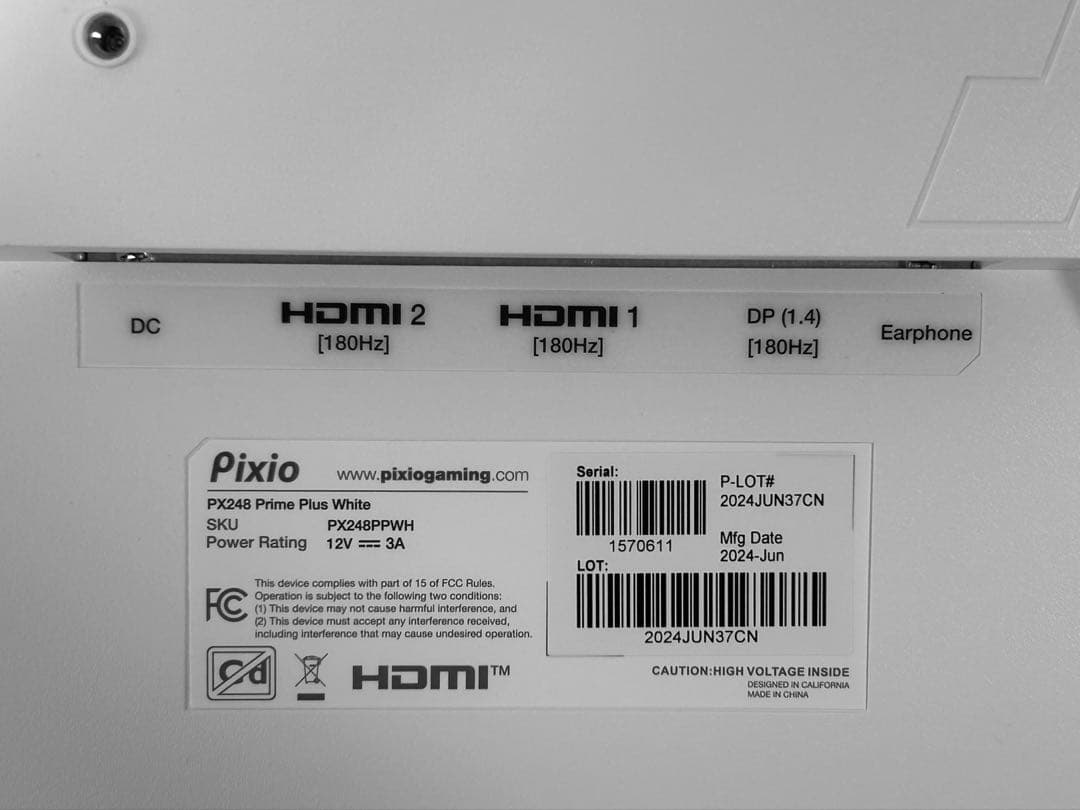 DC
HDMI 2
[180Hz]
HDMI 1
[180Hz]
DP (1.4)
[180Hz]
Earphone
Pixio
www.pixiogaming.com
PX248 Prime Plus White
SKU PX248PPWH
Power Rating 12V ⎓ 3A
FC
This device complies with part of 15 of FCC Rules.
Operation is subject to the following two conditions:
(1) This device may not cause harmful interference, and
(2) This device must accept any interference received,
including interference that may cause undesired operation.
Cd
HDMI™
Serial:
1570611
P-LOT#
2024JUN37CN
Mfg Date
2024-Jun
LOT:
2024JUN37CN
CAUTION:HIGH VOLTAGE INSIDE
DESIGNED IN CALIFORNIA
MADE IN CHINA